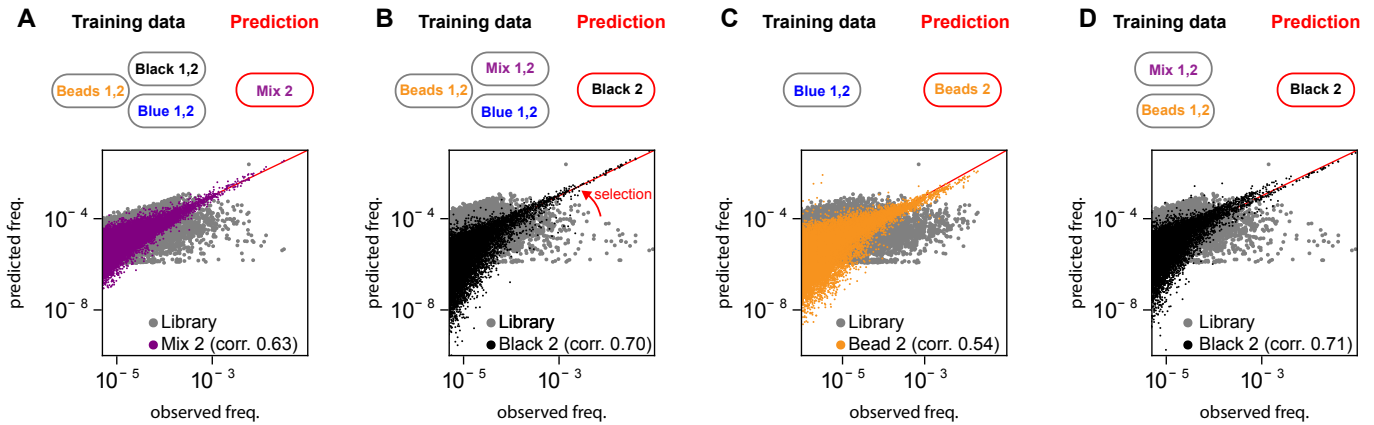 A Training data Prediction
Black 1,2
Beads 1,2 Mix 2
Blue 1,2
predicted freq.
10⁻⁴
10⁻⁸
Library
Mix 2 (corr. 0.63)
10⁻⁵ 10⁻³
observed freq.
B Training data Prediction
Mix 1,2
Beads 1,2 Black 2
Blue 1,2
predicted freq.
selection
10⁻⁴
10⁻⁸
Library
Black 2 (corr. 0.70)
10⁻⁵ 10⁻³
observed freq.
C Training data Prediction
Blue 1,2 Beads 2
predicted freq.
10⁻⁴
10⁻⁸
Library
Bead 2 (corr. 0.54)
10⁻⁵ 10⁻³
observed freq.
D Training data Prediction
Mix 1,2
Black 2
Beads 1,2
predicted freq.
10⁻⁴
10⁻⁸
Library
Black 2 (corr. 0.71)
10⁻⁵ 10⁻³
observed freq.